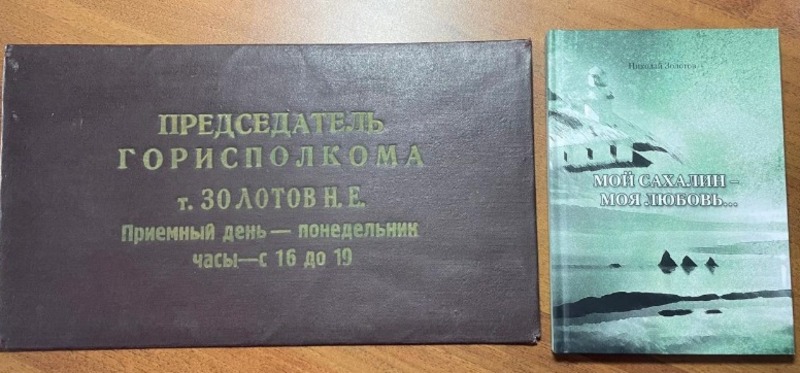 ПРЕДСЕДАТЕЛЬ
ГОРИСПОЛКОМА
т. ЗОЛОТОВ Н. Е.
Приемный день — понедельник
часы—с 16 до 19
Николай Золотов
МОЙ САХАЛИН –
МОЯ ЛЮБОВЬ...